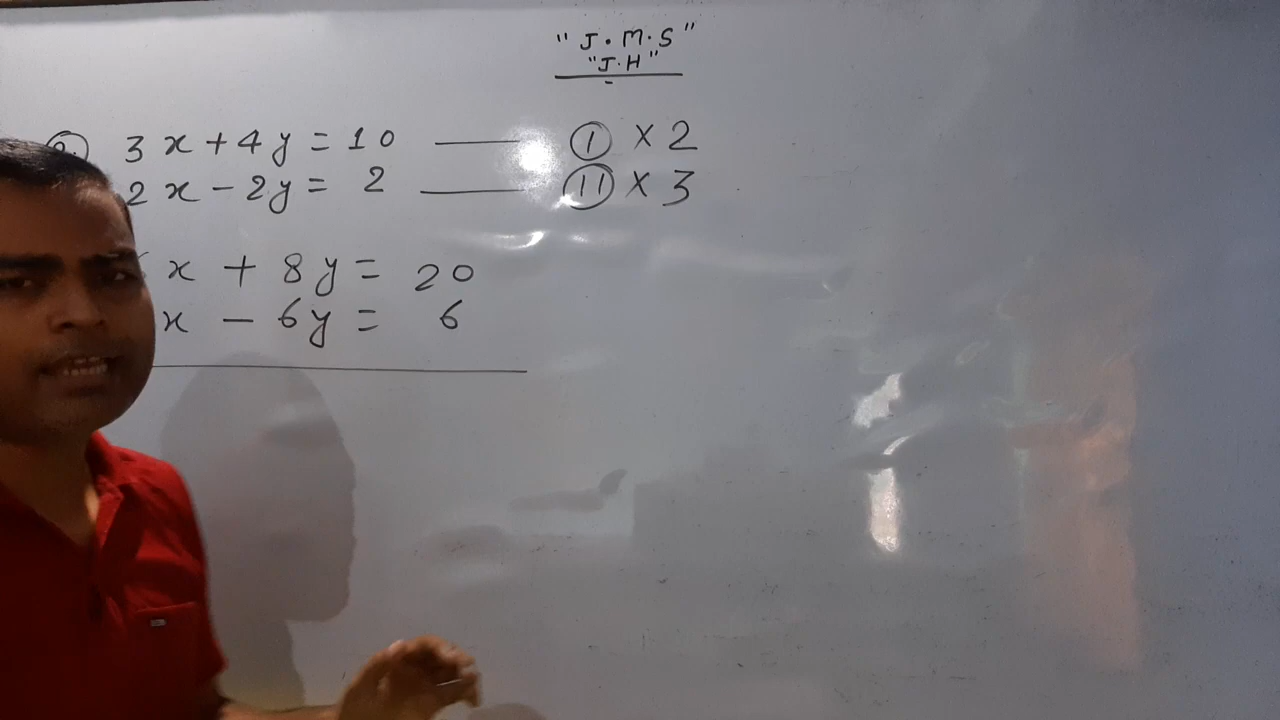 "J.M.S"
"J.H"
3x + 4y = 10 —— ① × 2
2x - 2y = 2 —— ⑪ × 3
x + 8y = 20
x - 6y = 6